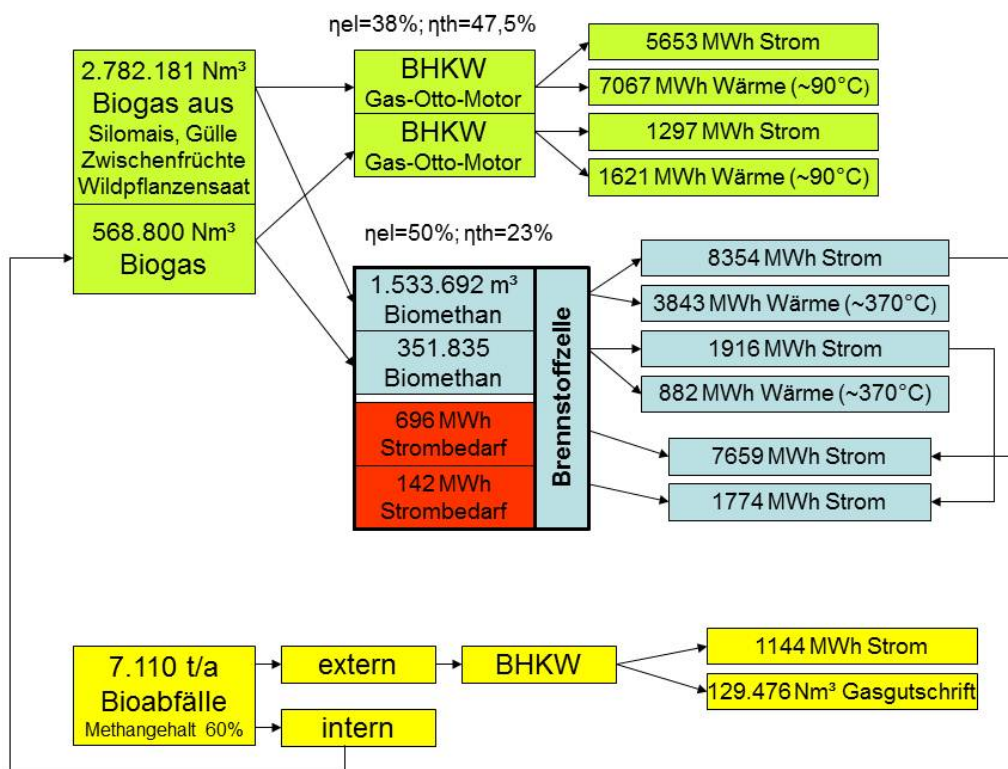 ηel=38%; ηth=47,5%
2.782.181 Nm³
Biogas aus
Silomais, Gülle
Zwischenfrüchte
Wildpflanzensaat
568.800 Nm³
Biogas
BHKW
Gas-Otto-Motor
BHKW
Gas-Otto-Motor
5653 MWh Strom
7067 MWh Wärme (~90°C)
1297 MWh Strom
1621 MWh Wärme (~90°C)
ηel=50%; ηth=23%
1.533.692 m³
Biomethan
351.835
Biomethan
696 MWh
Strombedarf
142 MWh
Strombedarf
Brennstoffzelle
8354 MWh Strom
3843 MWh Wärme (~370°C)
1916 MWh Strom
882 MWh Wärme (~370°C)
7659 MWh Strom
1774 MWh Strom
7.110 t/a
Bioabfälle
Methangehalt 60%
extern
intern
BHKW
1144 MWh Strom
129.476 Nm³ Gasgutschrift